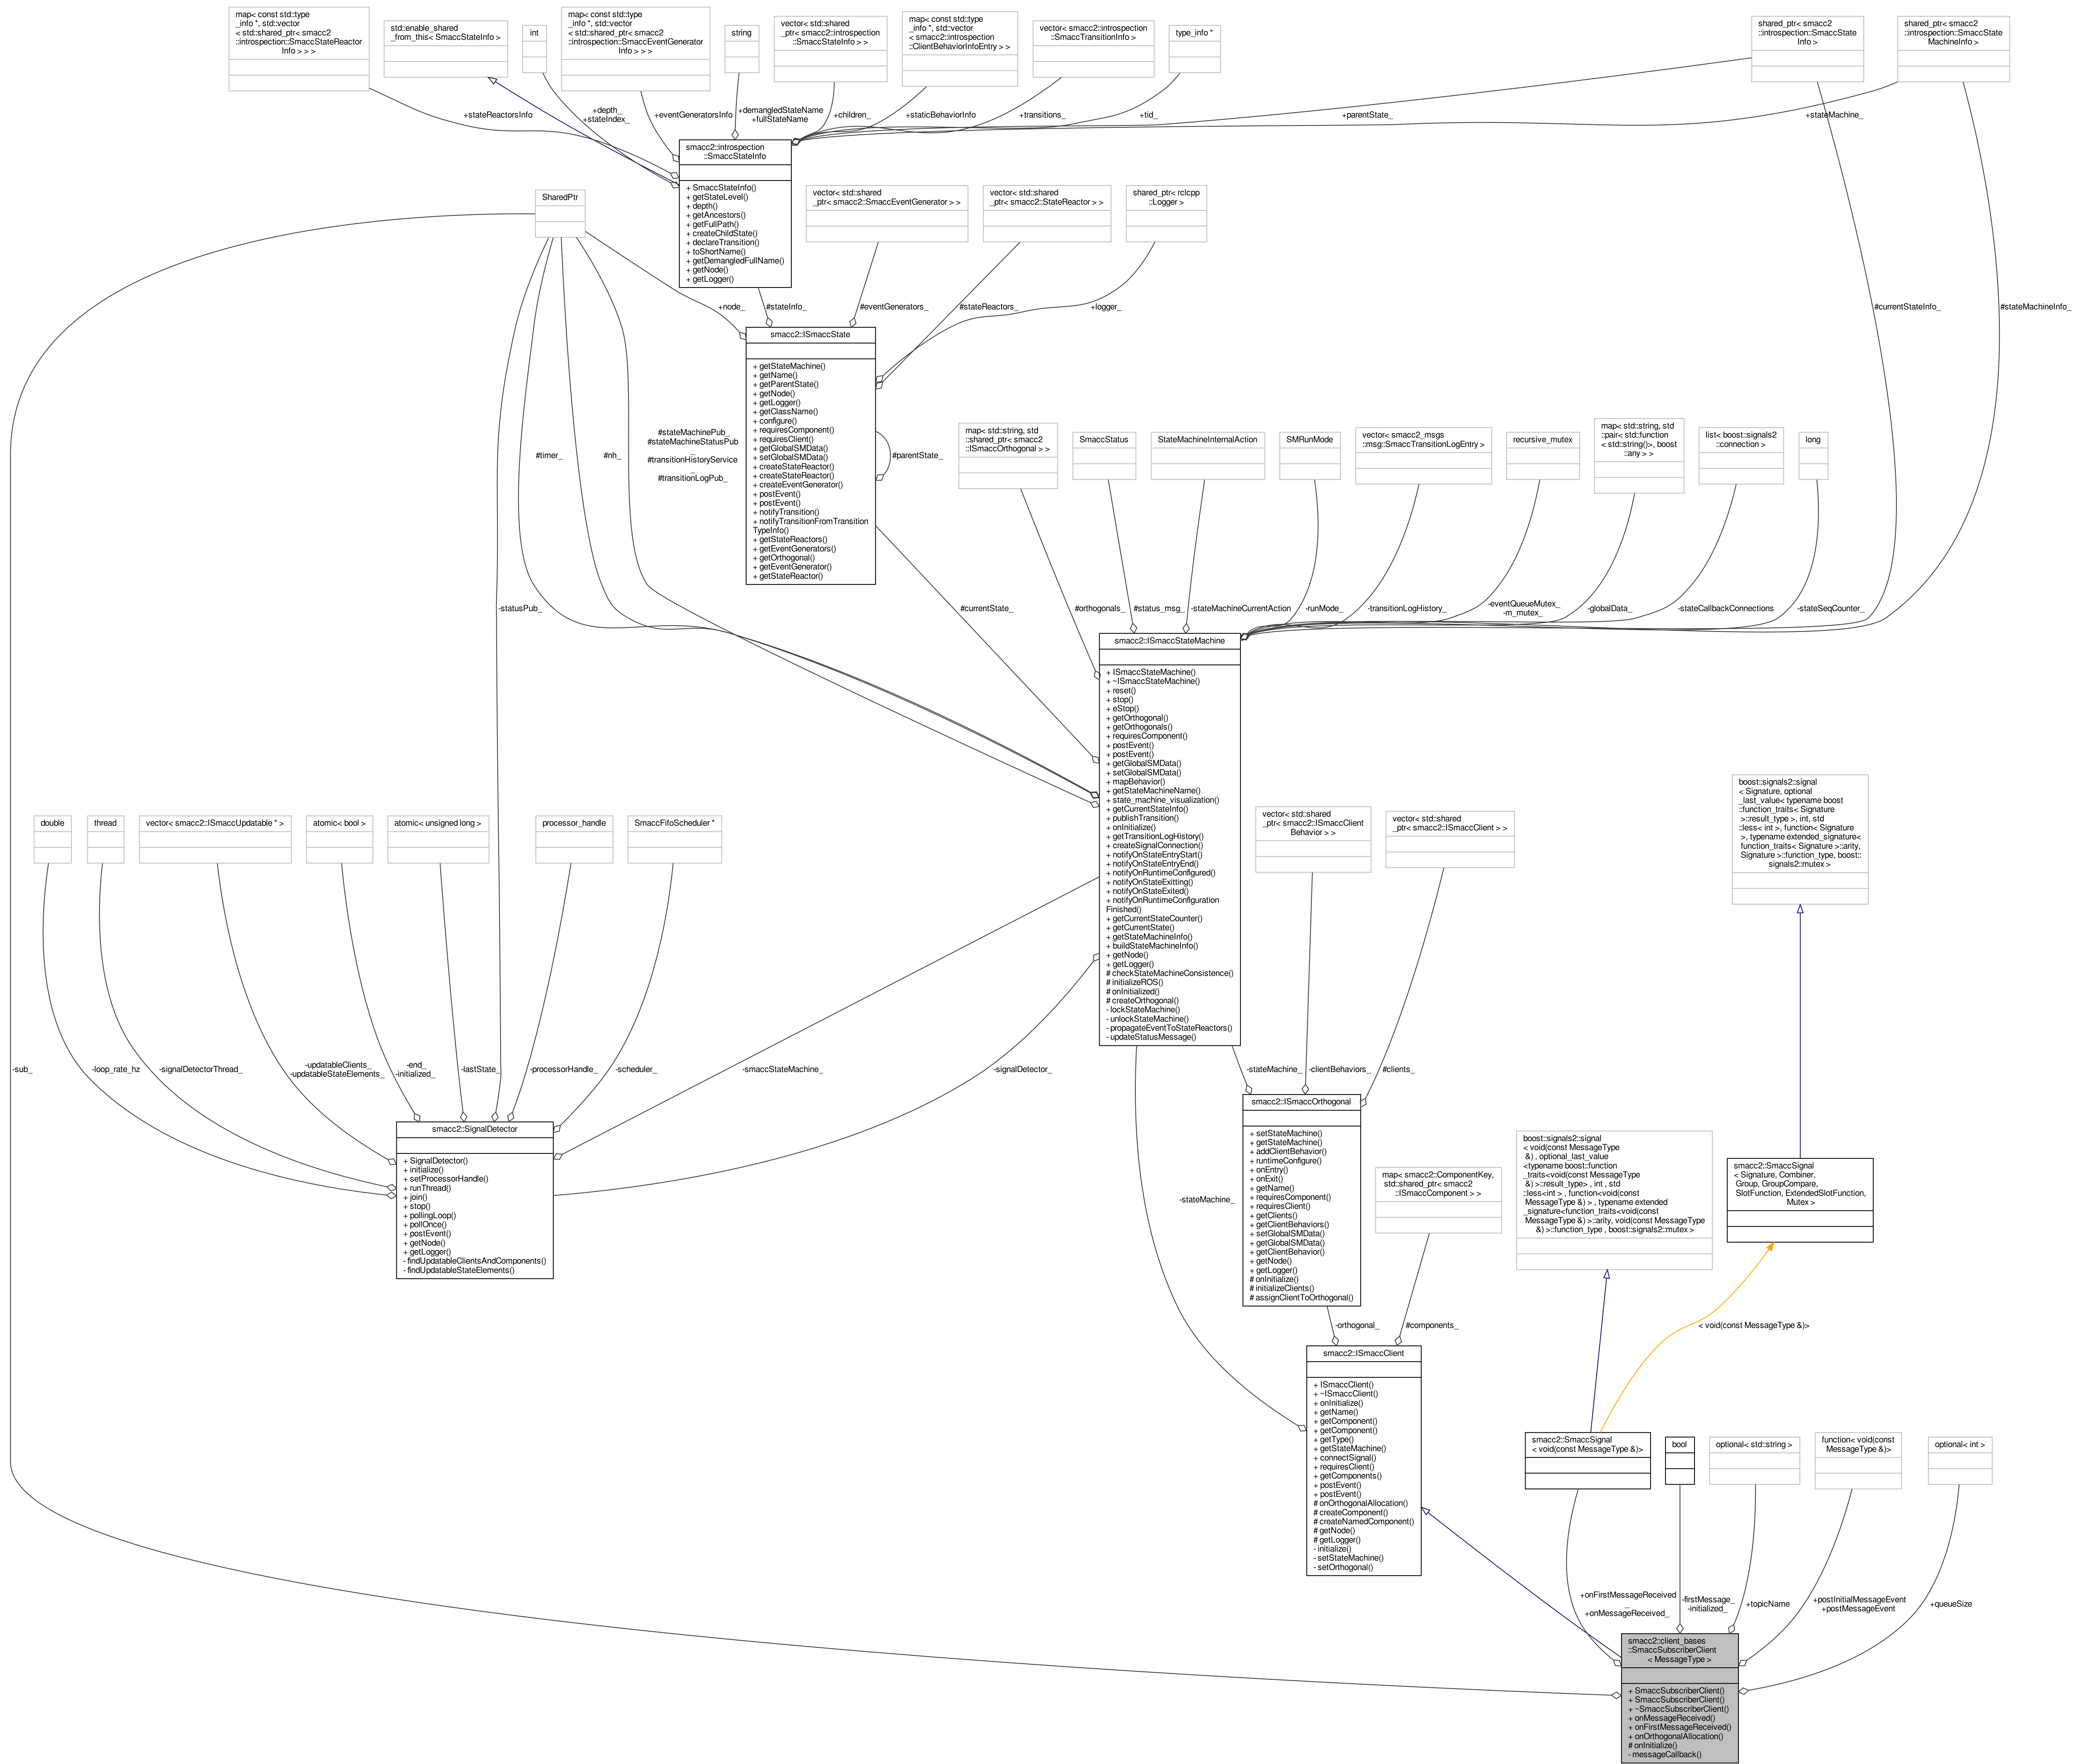 map< const std::type
_info *, std::vector
< std::shared_ptr< smacc2
::introspection::SmaccStateReactor
Info > > >
std::enable_shared
_from_this< SmaccStateInfo >
int
map< const std::type
_info *, std::vector
< std::shared_ptr< smacc2
::introspection::SmaccEventGenerator
Info > > >
string
vector< std::shared
_ptr< smacc2::introspection
::SmaccStateInfo > >
map< const std::type
_info *, std::vector
< smacc2::introspection
::ClientBehaviorInfoEntry > >
vector< smacc2::introspection
::SmaccTransitionInfo >
type_info *
shared_ptr< smacc2
::introspection::SmaccState
Info >
shared_ptr< smacc2
::introspection::SmaccState
MachineInfo >
+stateReactorsInfo
+depth_
+stateIndex_
+eventGeneratorsInfo
+demangledStateName
+fullStateName
+children_
+staticBehaviorInfo
+transitions_
+tid_
+parentState_
+stateMachine_
smacc2::introspection
::SmaccStateInfo
+ SmaccStateInfo()
+ getStateLevel()
+ depth()
+ getAncestors()
+ getFullPath()
+ createChildState()
+ declareTransition()
+ toShortName()
+ getDemangledFullName()
+ getNode()
+ getLogger()
SharedPtr
vector< std::shared
_ptr< smacc2::SmaccEventGenerator > >
vector< std::shared
_ptr< smacc2::StateReactor > >
shared_ptr< rclcpp
::Logger >
+node_
#stateInfo_
#eventGenerators_
#stateReactors_
+logger_
#currentStateInfo_
#stateMachineInfo_
smacc2::ISmaccState
+ getStateMachine()
+ getName()
+ getParentState()
+ getNode()
+ getLogger()
+ getClassName()
+ configure()
+ requiresComponent()
+ requiresClient()
+ getGlobalSMData()
+ setGlobalSMData()
+ createStateReactor()
+ createStateReactor()
+ createEventGenerator()
+ postEvent()
+ postEvent()
+ notifyTransition()
+ notifyTransitionFromTransition
TypeInfo()
+ getStateReactors()
+ getEventGenerators()
+ getOrthogonal()
+ getEventGenerator()
+ getStateReactor()
#parentState_
#timer_
#nh_
#stateMachinePub_
#stateMachineStatusPub
_
#transitionHistoryService
_
#transitionLogPub_
map< std::string, std
::shared_ptr< smacc2
::ISmaccOrthogonal > >
SmaccStatus
StateMachineInternalAction
SMRunMode
vector< smacc2_msgs
::msg::SmaccTransitionLogEntry >
recursive_mutex
map< std::string, std
::pair< std::function
< std::string()>, boost
::any > >
list< boost::signals2
::connection >
long
-statusPub_
#currentState_
#orthogonals_
#status_msg_
-stateMachineCurrentAction
-runMode_
-transitionLogHistory_
-eventQueueMutex_
-m_mutex_
-globalData_
-stateCallbackConnections
-stateSeqCounter_
smacc2::ISmaccStateMachine
+ ISmaccStateMachine()
+ ~ISmaccStateMachine()
+ reset()
+ stop()
+ eStop()
+ getOrthogonal()
+ getOrthogonals()
+ requiresComponent()
+ postEvent()
+ postEvent()
+ getGlobalSMData()
+ setGlobalSMData()
+ mapBehavior()
+ getStateMachineName()
+ state_machine_visualization()
+ getCurrentStateInfo()
+ publishTransition()
+ onInitialize()
+ getTransitionLogHistory()
+ createSignalConnection()
+ notifyOnStateEntryStart()
+ notifyOnStateEntryEnd()
+ notifyOnRuntimeConfigured()
+ notifyOnStateExitting()
+ notifyOnStateExited()
+ notifyOnRuntimeConfiguration
Finished()
+ getCurrentStateCounter()
+ getCurrentState()
+ getStateMachineInfo()
+ buildStateMachineInfo()
+ getNode()
+ getLogger()
# checkStateMachineConsistence()
# initializeROS()
# onInitialized()
# createOrthogonal()
- lockStateMachine()
- unlockStateMachine()
- propagateEventToStateReactors()
- updateStatusMessage()
double
thread
vector< smacc2::ISmaccUpdatable * >
atomic< bool >
atomic< unsigned long >
processor_handle
SmaccFifoScheduler *
vector< std::shared
_ptr< smacc2::ISmaccClient
Behavior > >
vector< std::shared
_ptr< smacc2::ISmaccClient > >
boost::signals2::signal
< Signature, optional
_last_value< typename boost
::function_traits< Signature
>::result_type >, int, std
::less< int >, function< Signature
>, typename extended_signature<
function_traits< Signature >::arity,
Signature >::function_type, boost::
signals2::mutex >
-sub_
-loop_rate_hz
-signalDetectorThread_
-updatableClients_
-updatableStateElements_
-end_
-initialized_
-lastState_
-processorHandle_
-scheduler_
-smaccStateMachine_
-signalDetector_
-stateMachine_
-clientBehaviors_
#clients_
smacc2::SignalDetector
+ SignalDetector()
+ initialize()
+ setProcessorHandle()
+ runThread()
+ join()
+ stop()
+ pollingLoop()
+ pollOnce()
+ postEvent()
+ getNode()
+ getLogger()
- findUpdatableClientsAndComponents()
- findUpdatableStateElements()
smacc2::ISmaccOrthogonal
+ setStateMachine()
+ getStateMachine()
+ addClientBehavior()
+ runtimeConfigure()
+ onEntry()
+ onExit()
+ getName()
+ requiresComponent()
+ requiresClient()
+ getClients()
+ getClientBehaviors()
+ setGlobalSMData()
+ getGlobalSMData()
+ getClientBehavior()
+ getNode()
+ getLogger()
# onInitialize()
# initializeClients()
# assignClientToOrthogonal()
map< smacc2::ComponentKey,
std::shared_ptr< smacc2
::ISmaccComponent > >
boost::signals2::signal
< void(const MessageType
&) , optional_last_value
<typename boost::function
_traits<void(const MessageType
&) >::result_type> , int , std
::less<int > , function<void(const
MessageType &) > , typename extended
_signature<function_traits<void(const
MessageType &) >::arity, void(const MessageType
&) >::function_type , boost::signals2::mutex >
smacc2::SmaccSignal
< Signature, Combiner,
Group, GroupCompare,
SlotFunction, ExtendedSlotFunction,
Mutex >
-stateMachine_
-orthogonal_
#components_
< void(const MessageType &)>
smacc2::ISmaccClient
+ ISmaccClient()
+ ~ISmaccClient()
+ onInitialize()
+ getName()
+ getComponent()
+ getComponent()
+ getType()
+ getStateMachine()
+ connectSignal()
+ requiresClient()
+ getComponents()
+ postEvent()
+ postEvent()
# onOrthogonalAllocation()
# createComponent()
# createNamedComponent()
# getNode()
# getLogger()
- initialize()
- setStateMachine()
- setOrthogonal()
smacc2::SmaccSignal
< void(const MessageType &)>
bool
optional< std::string >
function< void(const
MessageType &)>
optional< int >
+onFirstMessageReceived
_
+onMessageReceived_
-firstMessage_
-initialized_
+topicName
+postInitialMessageEvent
+postMessageEvent
+queueSize
smacc2::client_bases
::SmaccSubscriberClient
< MessageType >
+ SmaccSubscriberClient()
+ SmaccSubscriberClient()
+ ~SmaccSubscriberClient()
+ onMessageReceived()
+ onFirstMessageReceived()
+ onOrthogonalAllocation()
# onInitialize()
- messageCallback()